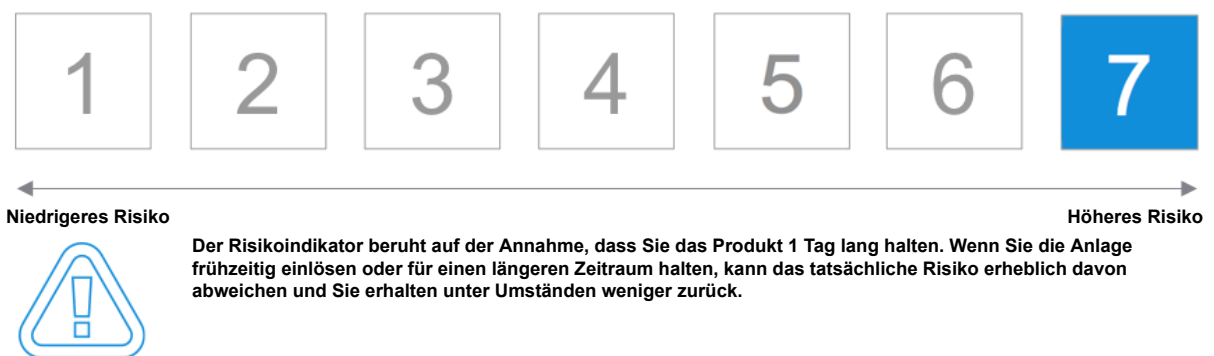 1 2 3 4 5 6 7
Niedrigeres Risiko Höheres Risiko
Der Risikoindikator beruht auf der Annahme, dass Sie das Produkt 1 Tag lang halten. Wenn Sie die Anlage
frühzeitig einlösen oder für einen längeren Zeitraum halten, kann das tatsächliche Risiko erheblich davon
abweichen und Sie erhalten unter Umständen weniger zurück.